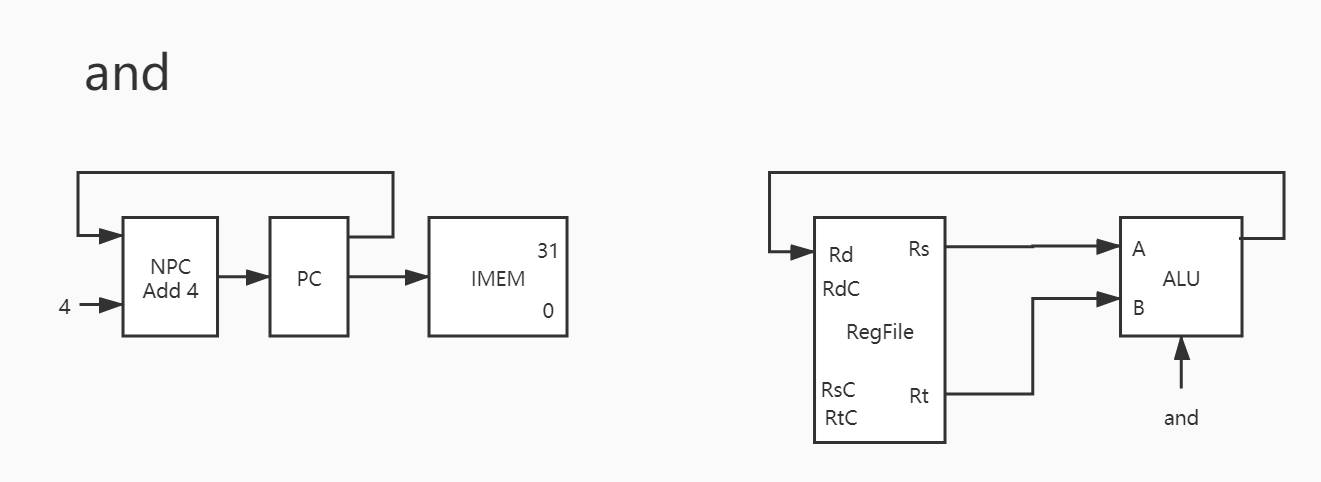 and
4
NPC
Add 4
PC
31
IMEM
0
Rd
Rs
RdC
RegFile
RsC
Rt
RtC
A
ALU
B
and